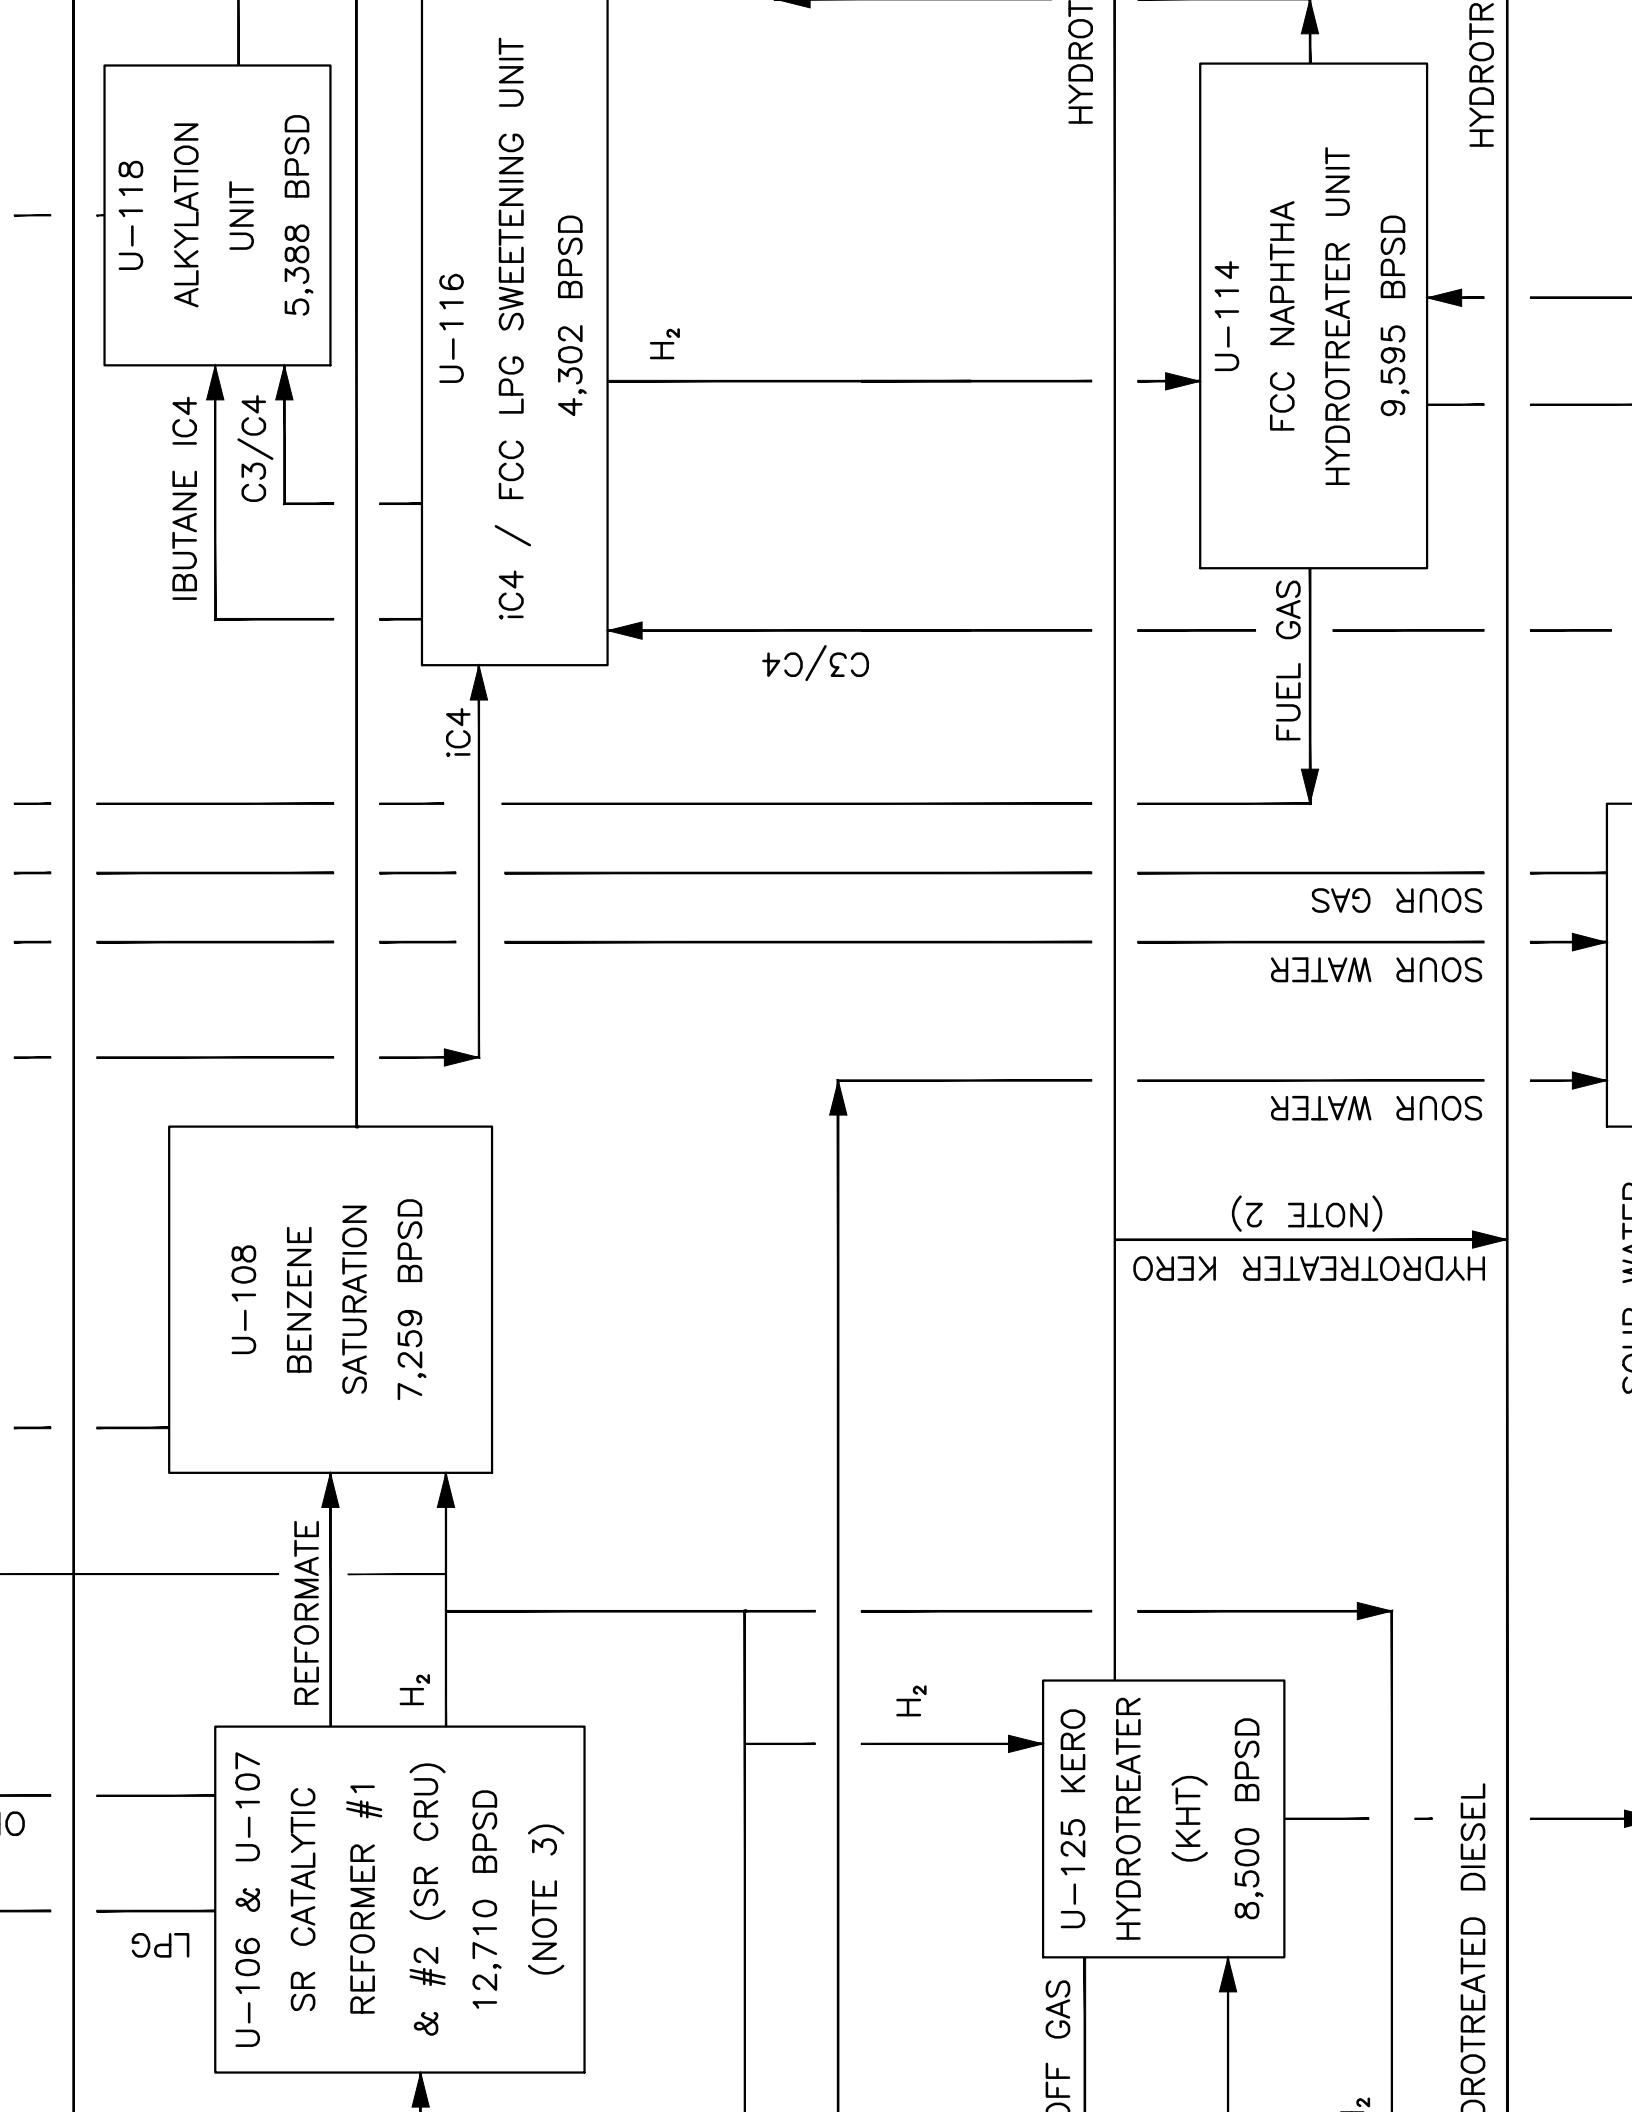 U-118
ALKYLATION
UNIT
5,388 BPSD
IBUTANE IC4
C3/C4
U-116
iC4 / FCC LPG SWEETENING UNIT
4,302 BPSD
H₂
C3/C4
iC4
HYDROT
HYDROTR
U-114
FCC NAPHTHA
HYDROTREATER UNIT
9,595 BPSD
FUEL GAS
SOUR GAS
SOUR WATER
SOUR WATER
(NOTE 2)
HYDROTREATER KERO
U-108
BENZENE
SATURATION
7,259 BPSD
REFORMATE
H₂
U-106 & U-107
SR CATALYTIC
REFORMER #1
& #2 (SR CRU)
12,710 BPSD
(NOTE 3)
LPG
H₂
U-125 KERO
HYDROTREATER
(KHT)
8,500 BPSD
OFF GAS
DROTREATED DIESEL
SOUR WATER